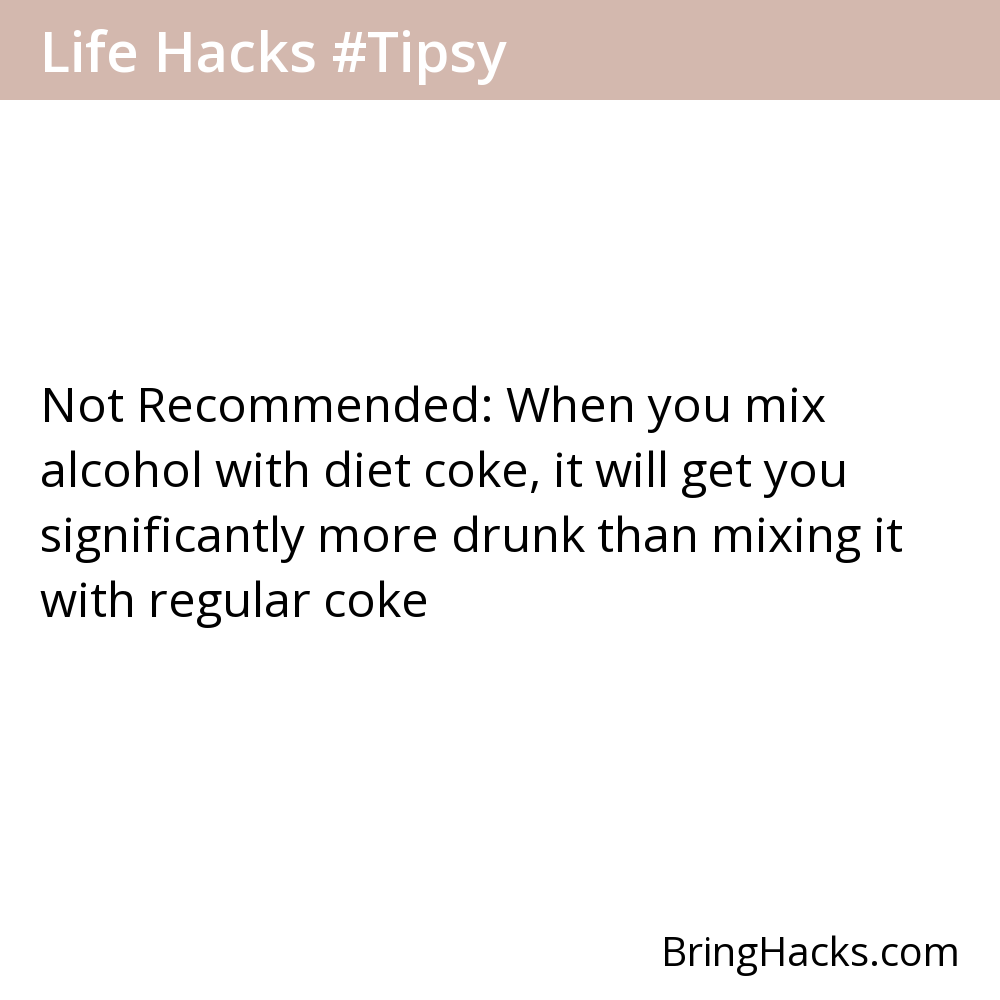 Life Hacks #Tipsy
Not Recommended: When you mix
alcohol with diet coke, it will get you
significantly more drunk than mixing it
with regular coke
BringHacks.com